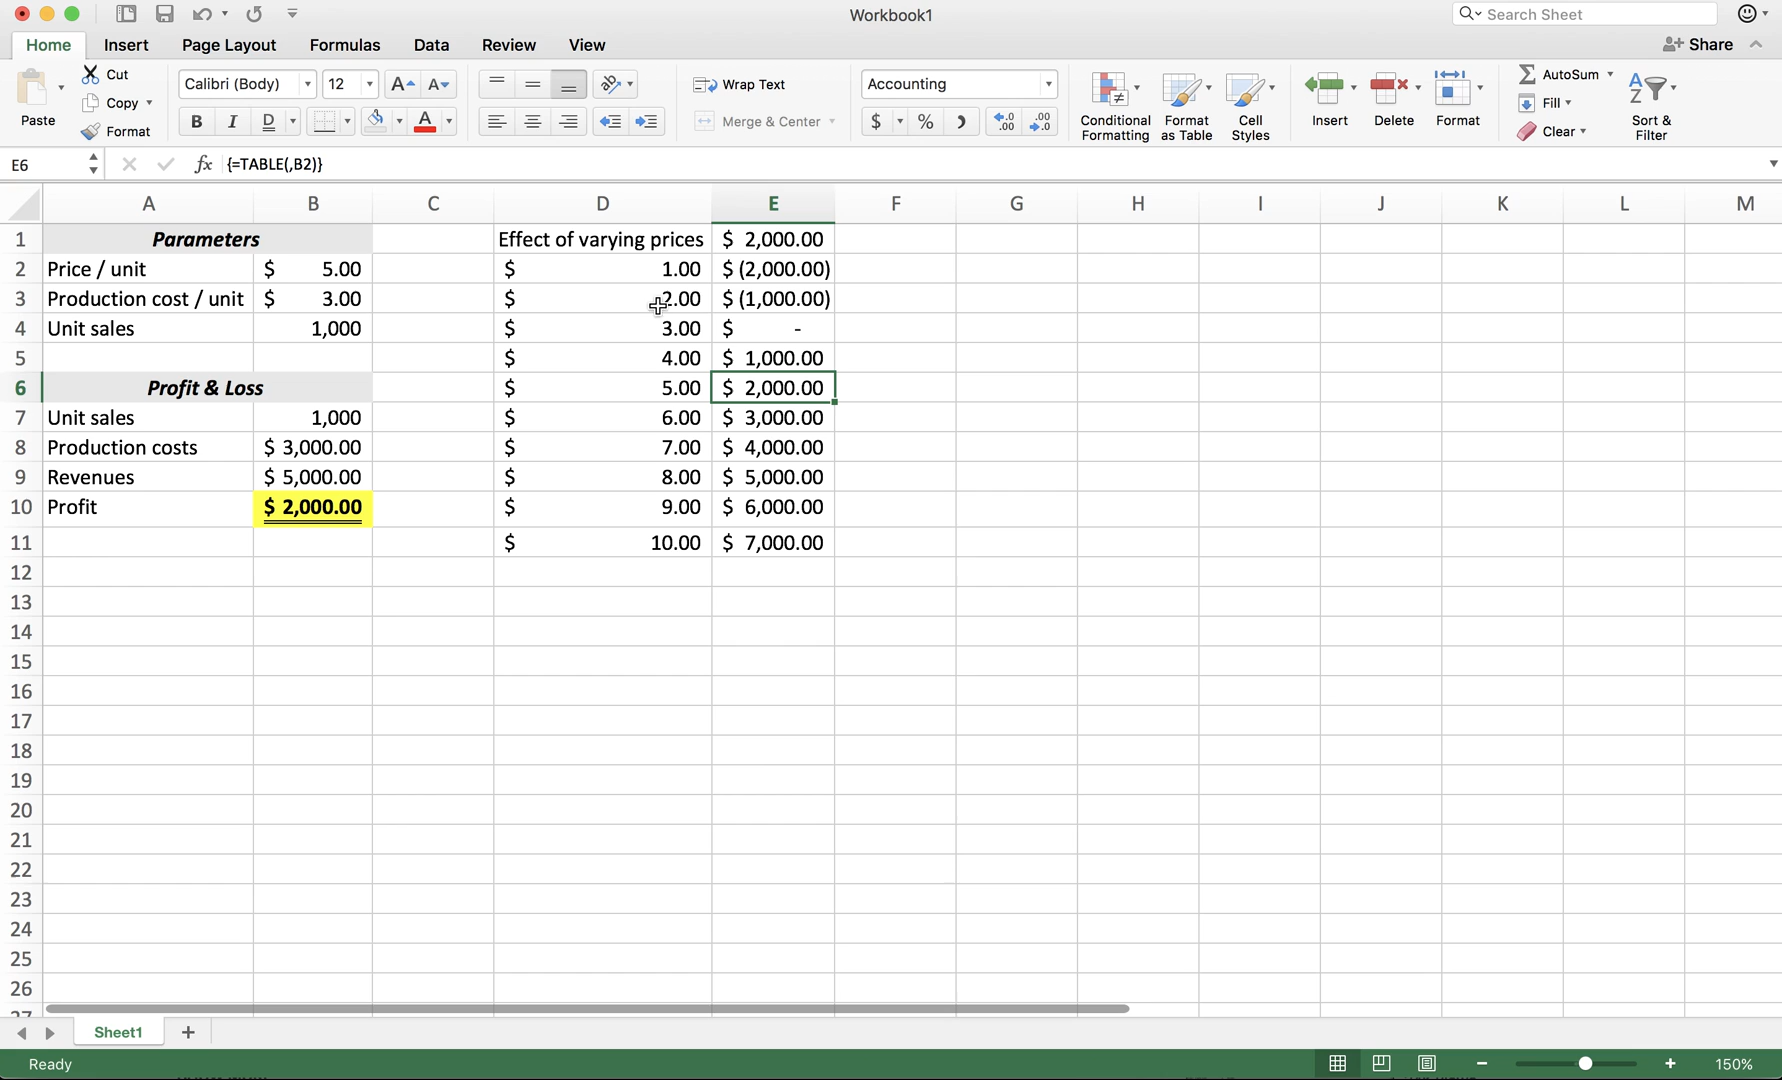 Workbook1
Search Sheet
Home Insert Page Layout Formulas Data Review View
Share
Paste
Cut
Copy
Format
Calibri (Body) 12
A A
B I D A
ab
Wrap Text
Merge & Center
Accounting
$ % .0 .00 .00 .0
Conditional Formatting
Format as Table
Cell Styles
Insert
Delete
Format
AutoSum
Fill
Clear
A Z
Sort & Filter
E6 fx {=TABLE(,B2)}
A B C D E F G H I J K L M
1 Parameters Effect of varying prices $ 2,000.00
2 Price / unit $ 5.00 $ 1.00 $ (2,000.00)
3 Production cost / unit $ 3.00 $ 2.00 $ (1,000.00)
4 Unit sales 1,000 $ 3.00 $ -
5 $ 4.00 $ 1,000.00
6 Profit & Loss $ 5.00 $ 2,000.00
7 Unit sales 1,000 $ 6.00 $ 3,000.00
8 Production costs $ 3,000.00 $ 7.00 $ 4,000.00
9 Revenues $ 5,000.00 $ 8.00 $ 5,000.00
10 Profit $ 2,000.00 $ 9.00 $ 6,000.00
11 $ 10.00 $ 7,000.00
12
13
14
15
16
17
18
19
20
21
22
23
24
25
26
Sheet1 +
Ready
150%